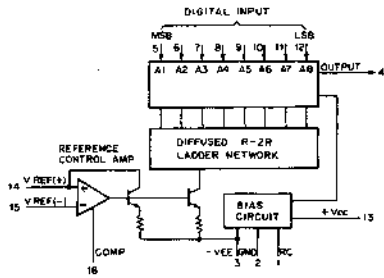 DIGITAL INPUT
MSB LSB
5 6 7 8 9 10 11 12
A1 A2 A3 A4 A5 A6 A7 A8
OUTPUT
4
DIFFUSED R-2R
LADDER NETWORK
REFERENCE
CONTROL AMP
14 V REF(+)
15 V REF(-)
BIAS
CIRCUIT
+VCC
13
COMP
16
-VEE GND RC
3 2 1